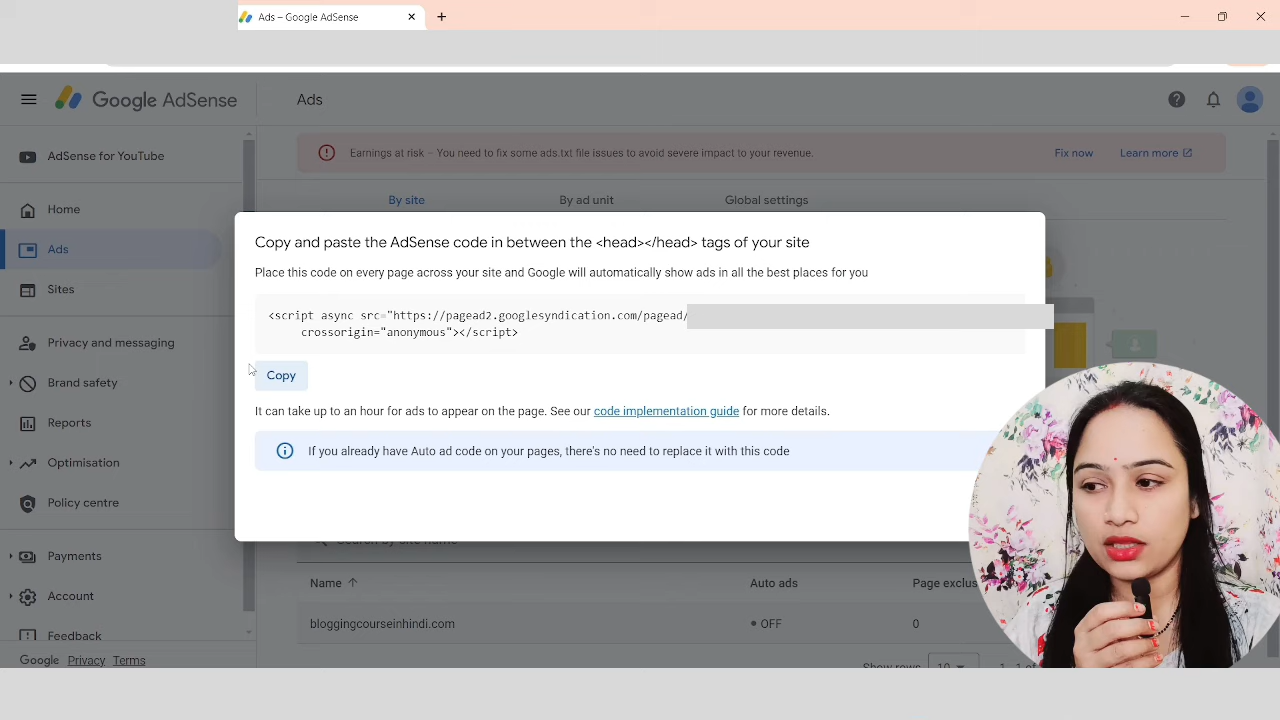 Ads – Google AdSense
Google AdSense
Ads
AdSense for YouTube
Earnings at risk – You need to fix some ads.txt file issues to avoid severe impact to your revenue.
Fix now
Learn more
Home
By site
By ad unit
Global settings
Ads
Sites
Privacy and messaging
Brand safety
Reports
Optimisation
Policy centre
Payments
Account
Feedback
Google Privacy Terms
Copy and paste the AdSense code in between the <head></head> tags of your site
Place this code on every page across your site and Google will automatically show ads in all the best places for you
<script async src="https://pagead2.googlesyndication.com/pagead/
crossorigin="anonymous"></script>
Copy
It can take up to an hour for ads to appear on the page. See our code implementation guide for more details.
If you already have Auto ad code on your pages, there's no need to replace it with this code
Name
Auto ads
Page exclus
bloggingcourseinhindi.com
OFF
0
Show rows
10